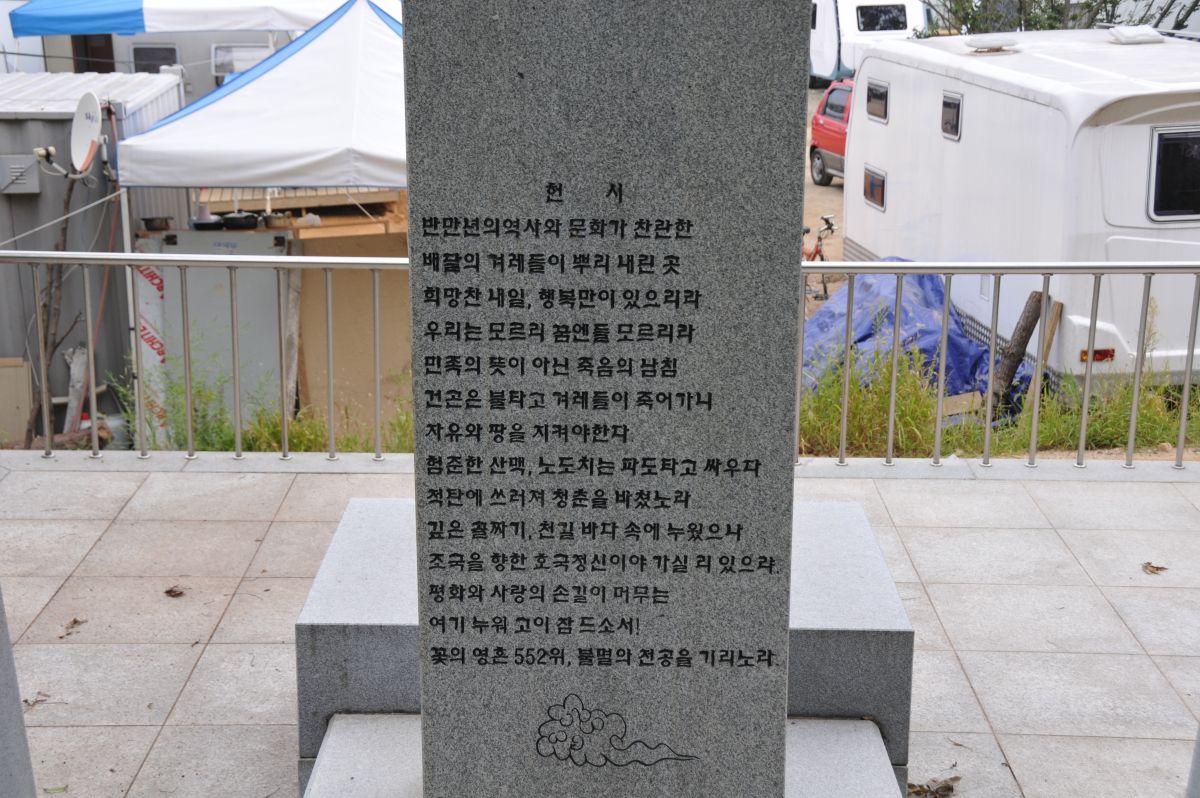 헌 시
반만년의역사와 문화가 찬란한
배달의 겨레들이 뿌리 내린 곳
희망찬 내일, 행복만이 있으리라
우리는 모르리 꿈엔들 모르리라
민족의 뜻이 아닌 죽음의 남침
건곤은 불타고 겨레들이 죽어가니
자유와 땅을 지켜야한다
험준한 산맥, 노도치는 파도타고 싸우다
적탄에 쓰러져 청춘을 바쳤노라
깊은 골짜기, 천길 바다 속에 누웠으나
조국을 향한 호국정신이야 가실 리 있으랴.
평화와 사랑의 손길이 머무는
여기 누워 고이 잠 드소서!
꽃의 영혼 552위, 불멸의 전공을 기리노라.